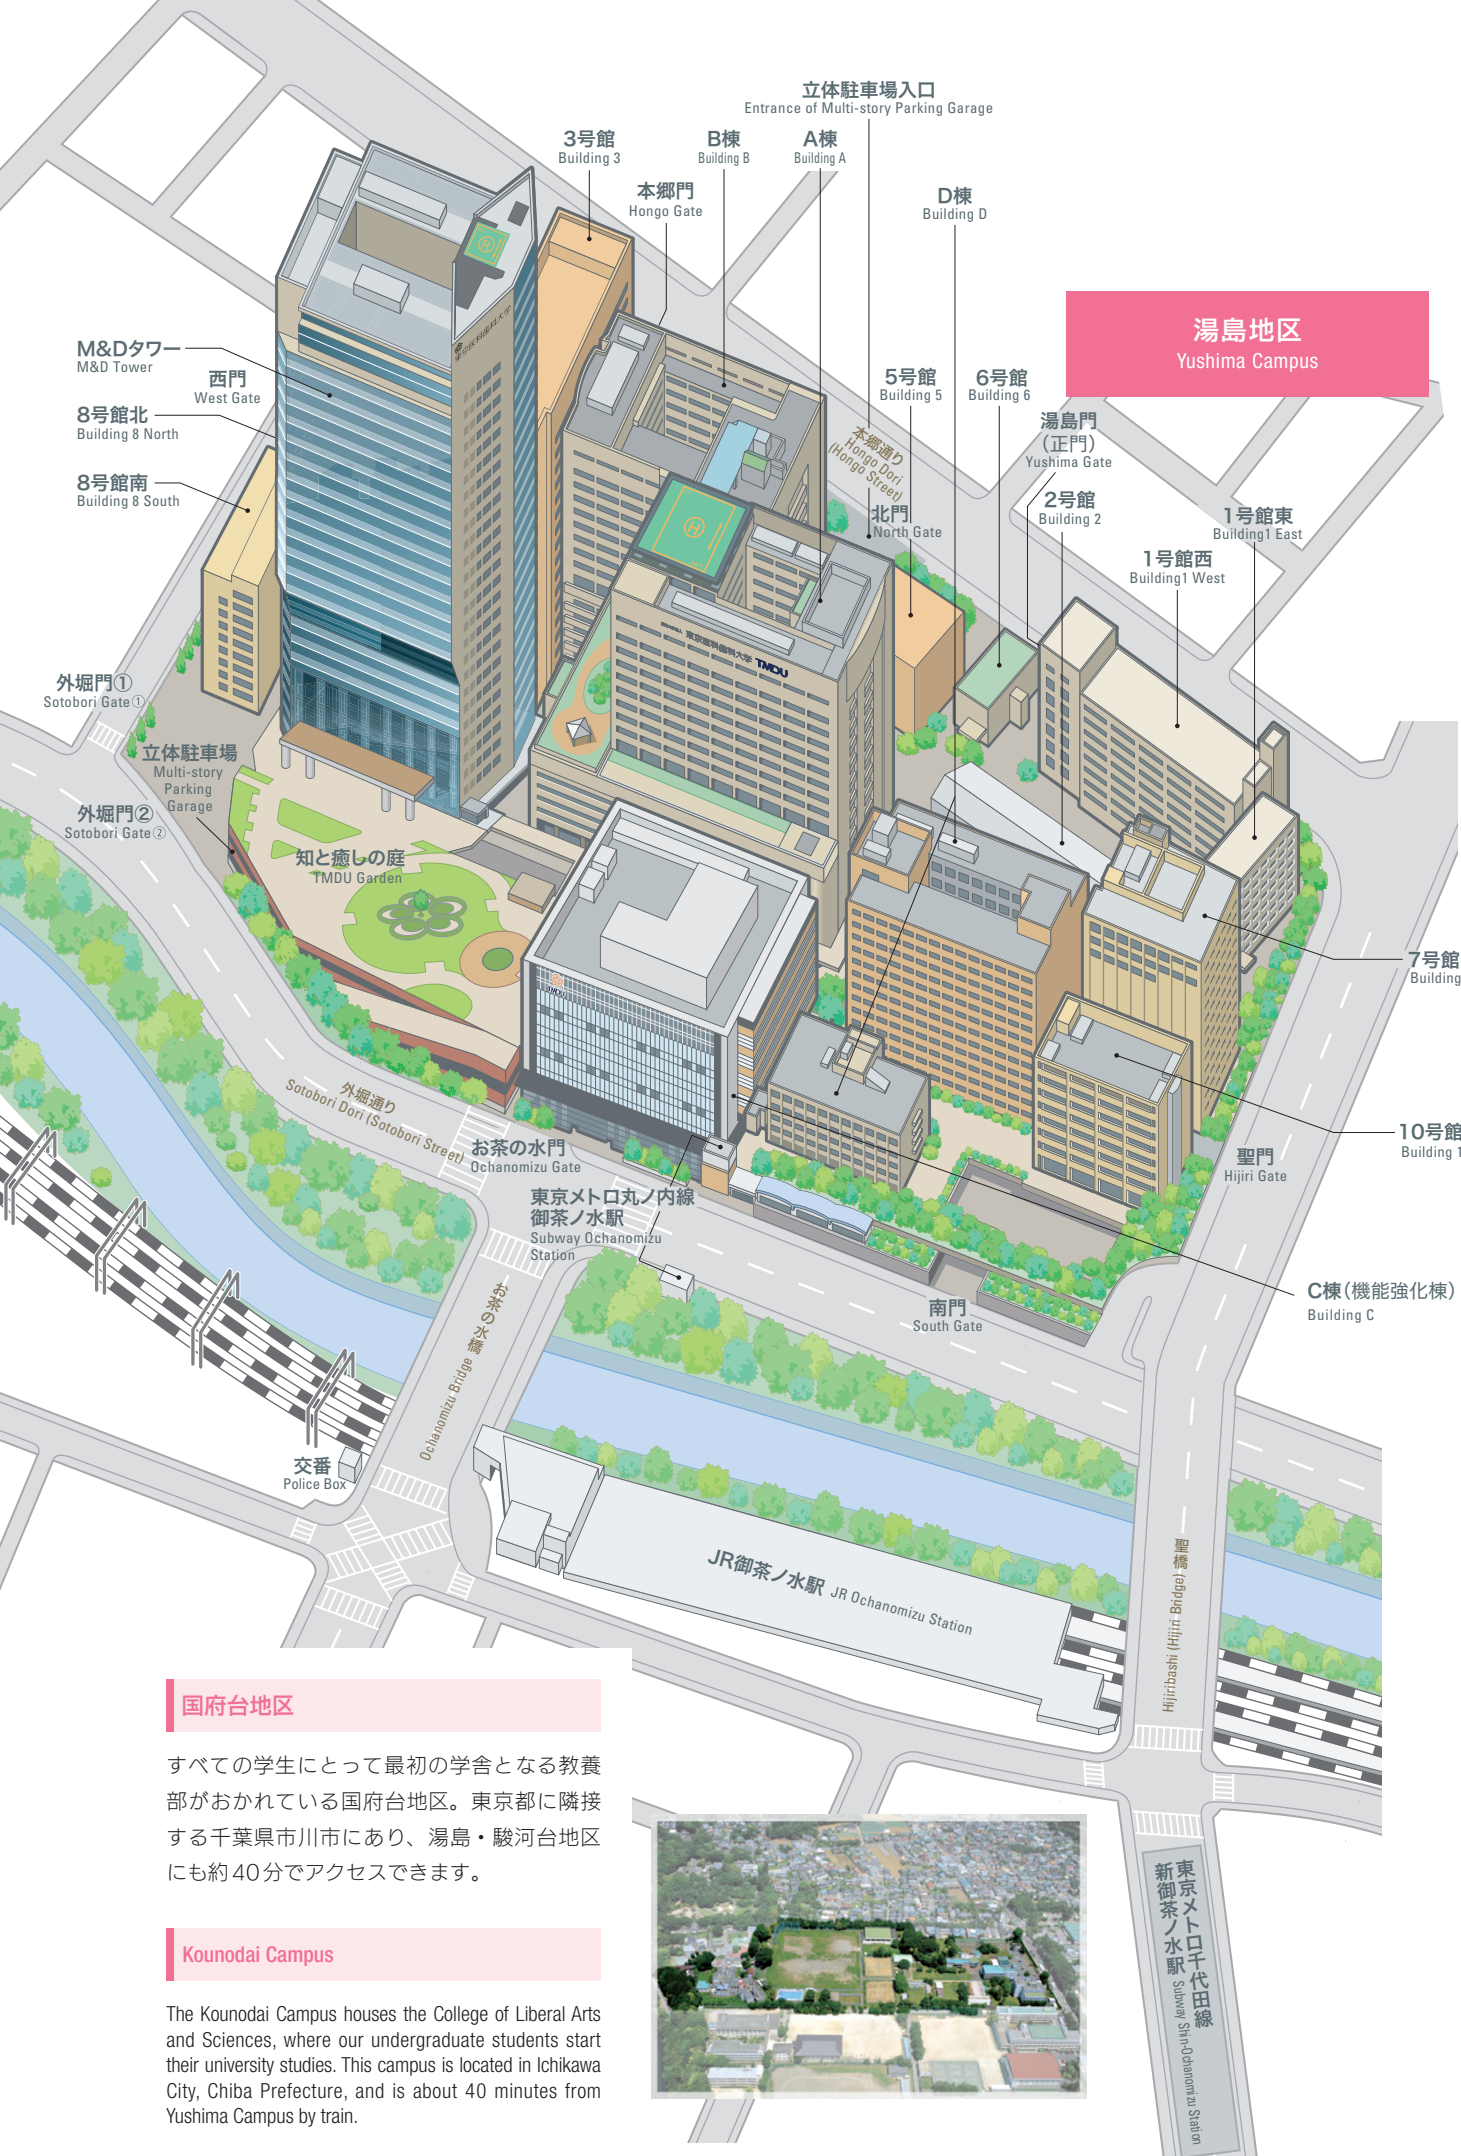 立体駐車場入口
Entrance of Multi-story Parking Garage
3号館
Building 3
B棟
Building B
A棟
Building A
本郷門
Hongo Gate
D棟
Building D
湯島地区
Yushima Campus
M&Dタワー
M&D Tower
西門
West Gate
8号館北
Building 8 North
8号館南
Building 8 South
5号館
Building 5
6号館
Building 6
湯島門
(正門)
Yushima Gate
本郷通り
Hongo Dori
(Hongo Street)
北門
North Gate
2号館
Building 2
1号館東
Building1 East
1号館西
Building1 West
東京医科歯科大学
東京医科歯科大学 TMDU
外堀門①
Sotobori Gate①
立体駐車場
Multi-story
Parking
Garage
外堀門②
Sotobori Gate②
知と癒しの庭
TMDU Garden
TMDU
7号館
Building
外堀通り
Sotobori Dori (Sotobori Street)
お茶の水門
Ochanomizu Gate
10号館
Building 1
聖門
Hijiri Gate
東京メトロ丸ノ内線
御茶ノ水駅
Subway Ochanomizu
Station
C棟(機能強化棟)
Building C
南門
South Gate
お茶の水橋
Ochanomizu Bridge
交番
Police Box
JR御茶ノ水駅 JR Ochanomizu Station
聖橋
Hijiribashi (Hijiri Bridge)
国府台地区
すべての学生にとって最初の学舎となる教養
部がおかれている国府台地区。東京都に隣接
する千葉県市川市にあり、湯島・駿河台地区
にも約40分でアクセスできます。
Kounodai Campus
The Kounodai Campus houses the College of Liberal Arts
and Sciences, where our undergraduate students start
their university studies. This campus is located in Ichikawa
City, Chiba Prefecture, and is about 40 minutes from
Yushima Campus by train.
東京メトロ千代田線
新御茶ノ水駅 Subway Shin-Ochanomizu Station
H
R